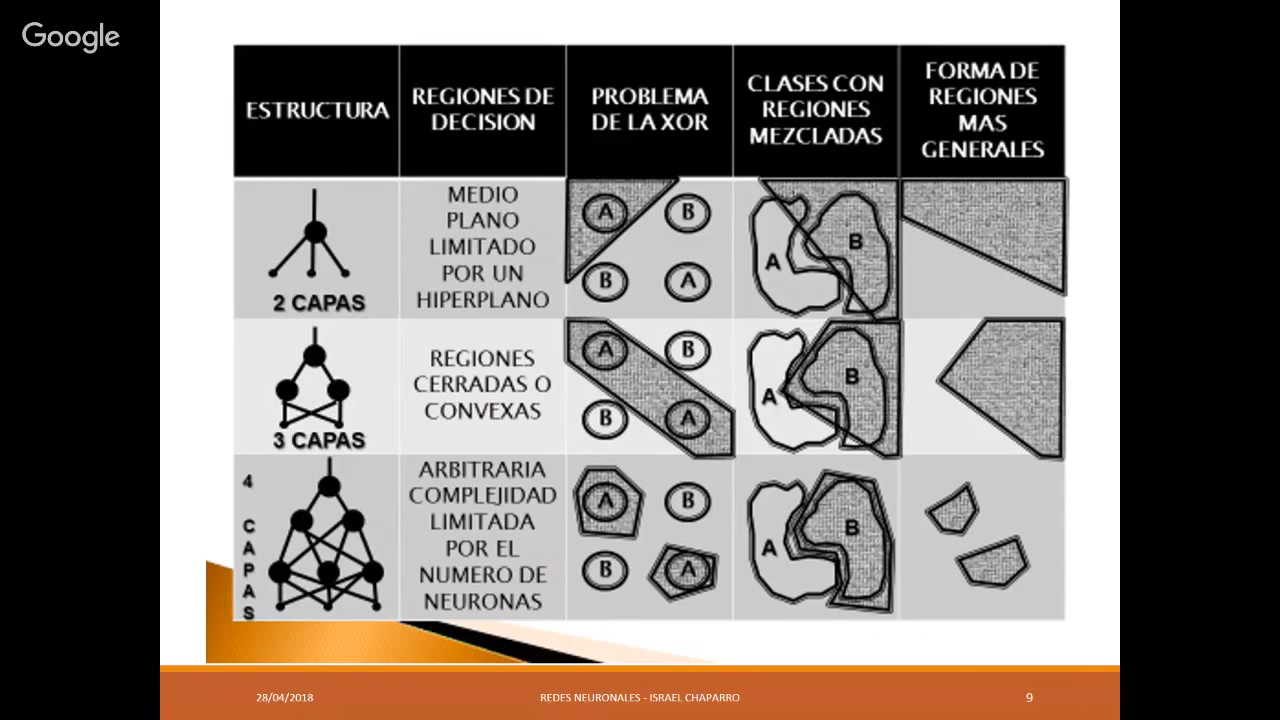 Google
ESTRUCTURA
REGIONES DE
DECISION
PROBLEMA
DE LA XOR
CLASES CON
REGIONES
MEZCLADAS
FORMA DE
REGIONES
MAS
GENERALES
2 CAPAS
MEDIO
PLANO
LIMITADO
POR UN
HIPERPLANO
A B
B A
A B
3 CAPAS
REGIONES
CERRADAS O
CONVEXAS
A B
B A
A B
4 CAPAS
ARBITRARIA
COMPLEJIDAD
LIMITADA
POR EL
NUMERO DE
NEURONAS
A B
B A
A B
28/04/2018
REDES NEURONALES - ISRAEL CHAPARRO
9